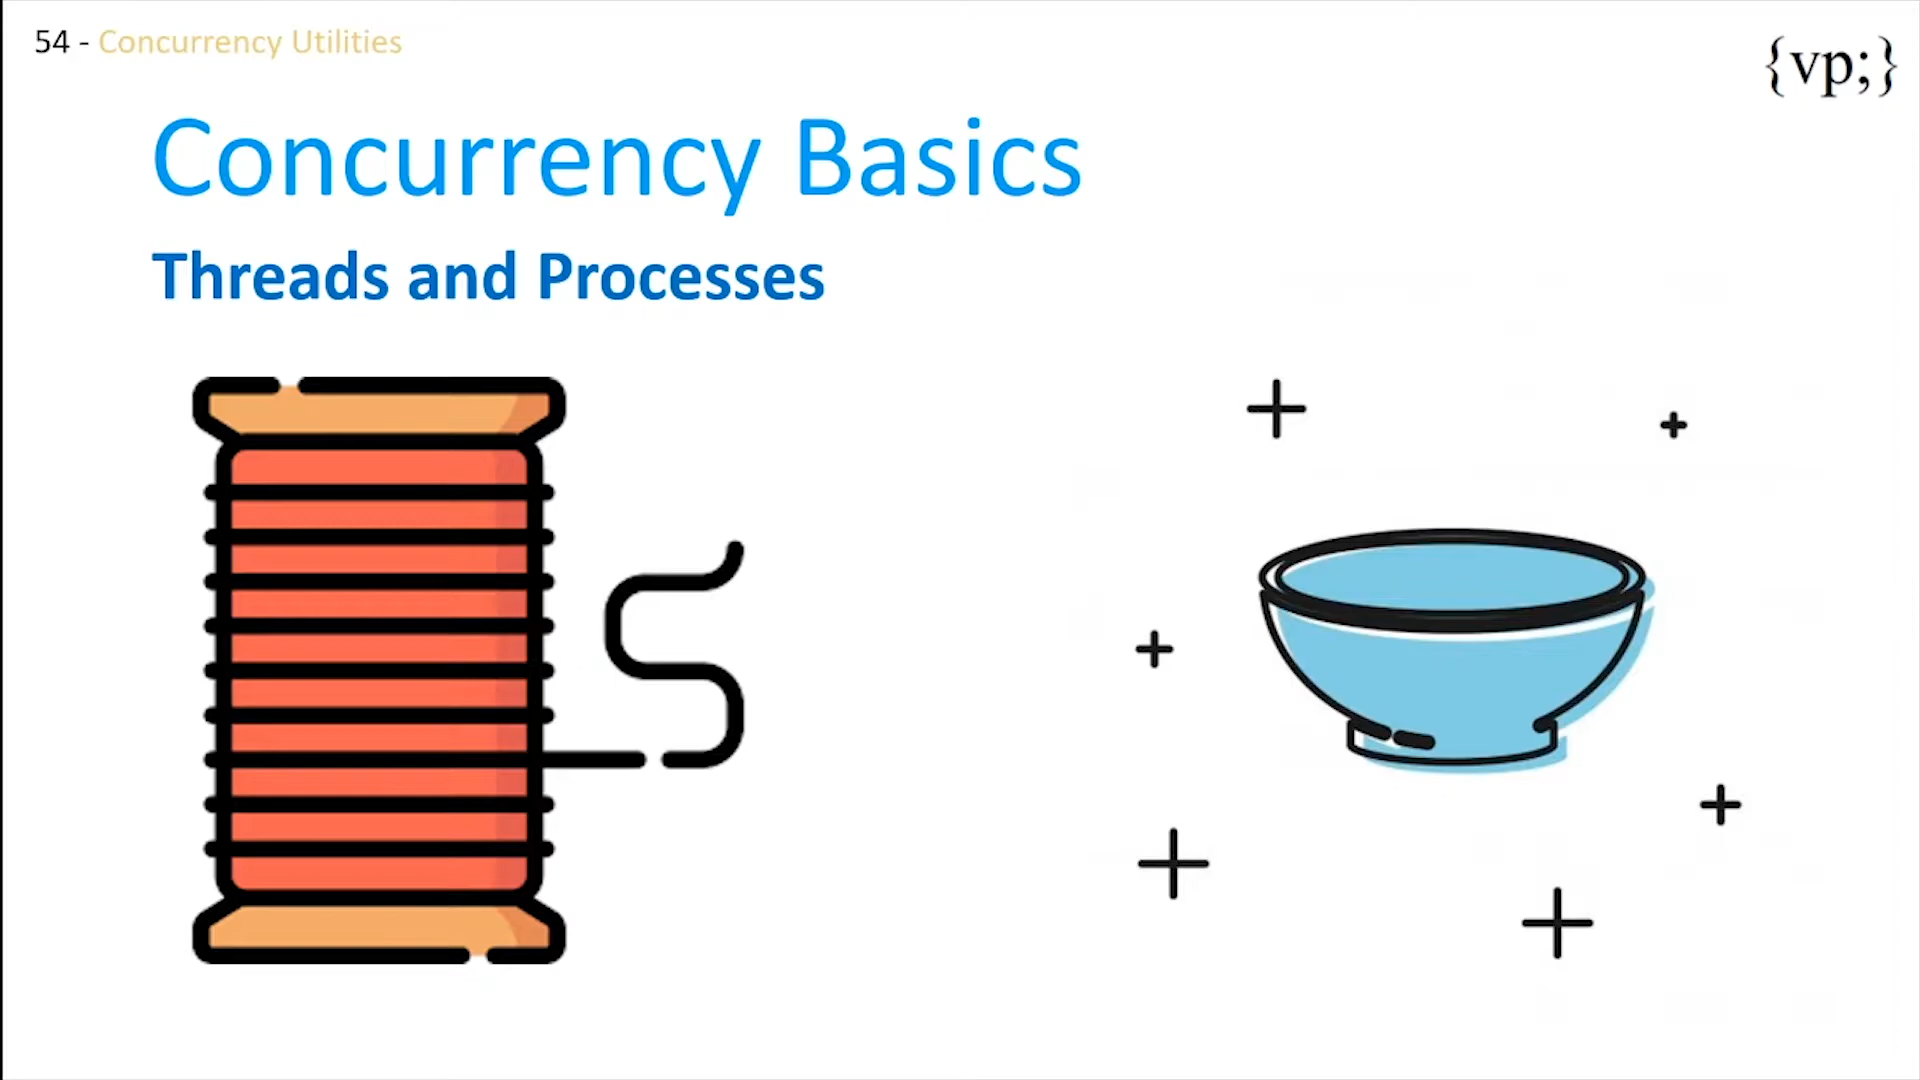 54 - Concurrency Utilities
{vp;}
Concurrency Basics
Threads and Processes